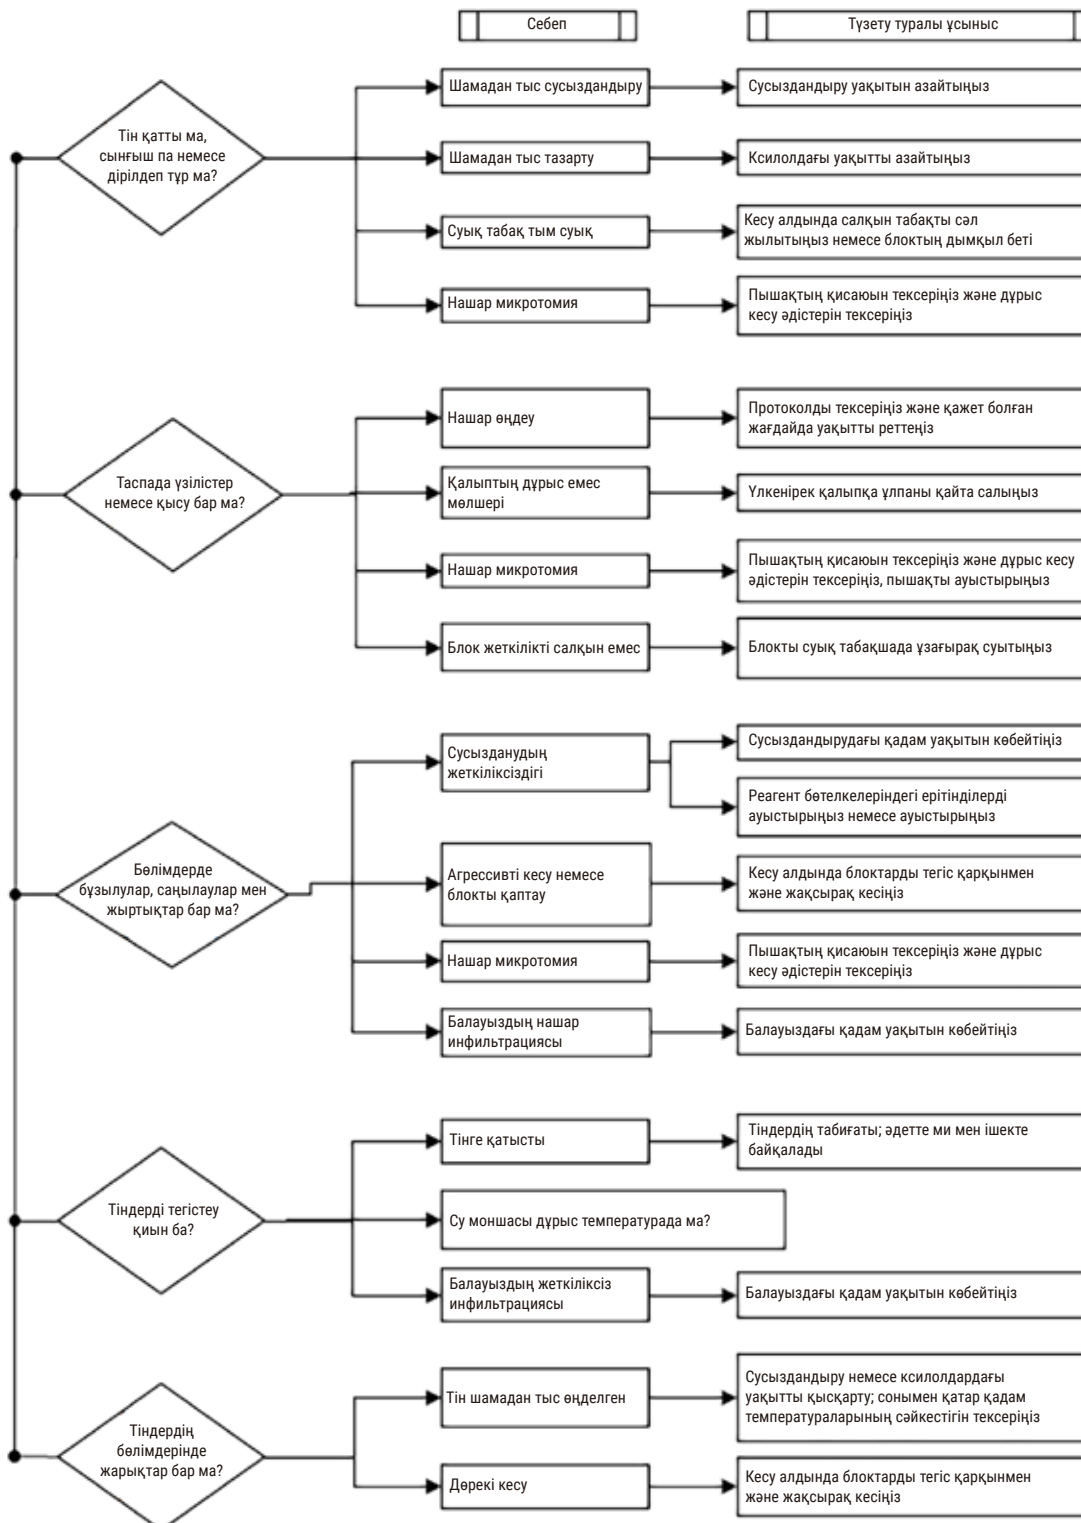 Себеп
Түзету туралы ұсыныс
Тін қатты ма,
сынғыш па немесе
дірілдеп тұр ма?
Шамадан тыс сусыздандыру
Сусыздандыру уақытын азайтыңыз
Шамадан тыс тазарту
Ксилолдағы уақытты азайтыңыз
Суық табақ тым суық
Кесу алдында салқын табақты сәл
жылытыңыз немесе блоктың дымқыл беті
Нашар микротомия
Пышақтың қисаюын тексеріңіз және дұрыс
кесу әдістерін тексеріңіз
Таспада үзілістер
немесе қысу бар ма?
Нашар өңдеу
Протоколды тексеріңіз және қажет болған
жағдайда уақытты реттеңіз
Қалыптың дұрыс емес
мөлшері
Үлкенірек қалыпқа ұлпаны қайта салыңыз
Нашар микротомия
Пышақтың қисаюын тексеріңіз және дұрыс кесу
әдістерін тексеріңіз, пышақты ауыстырыңыз
Блок жеткілікті салқын емес
Блокты суық табақшада ұзағырақ суытыңыз
Бөлімдерде
бұзылулар, саңылаулар мен
жыртықтар бар ма?
Сусызданудың
жеткіліксіздігі
Сусыздандырудағы қадам уақытын көбейтіңіз
Реагент бөтелкелеріндегі ерітінділерді
ауыстырыңыз немесе ауыстырыңыз
Агрессивті кесу немесе
блокты қаптау
Кесу алдында блоктарды тегіс қарқынмен
және жақсырақ кесіңіз
Нашар микротомия
Пышақтың қисаюын тексеріңіз және дұрыс
кесу әдістерін тексеріңіз
Балауыздың нашар
инфильтрациясы
Балауыздағы қадам уақытын көбейтіңіз
Тіндерді тегістеу
қиын ба?
Тінге қатысты
Тіндердің табиғаты; әдетте ми мен ішекте
байқалады
Су моншасы дұрыс температурада ма?
Балауыздың жеткіліксіз
инфильтрациясы
Балауыздағы қадам уақытын көбейтіңіз
Тіндердің
бөлімдерінде
жарықтар бар ма?
Тін шамадан тыс өңделген
Сусыздандыру немесе ксилолдардағы
уақытты қысқарту; сонымен қатар қадам
температураларының сәйкестігін тексеріңіз
Дөрекі кесу
Кесу алдында блоктарды тегіс қарқынмен
және жақсырақ кесіңіз